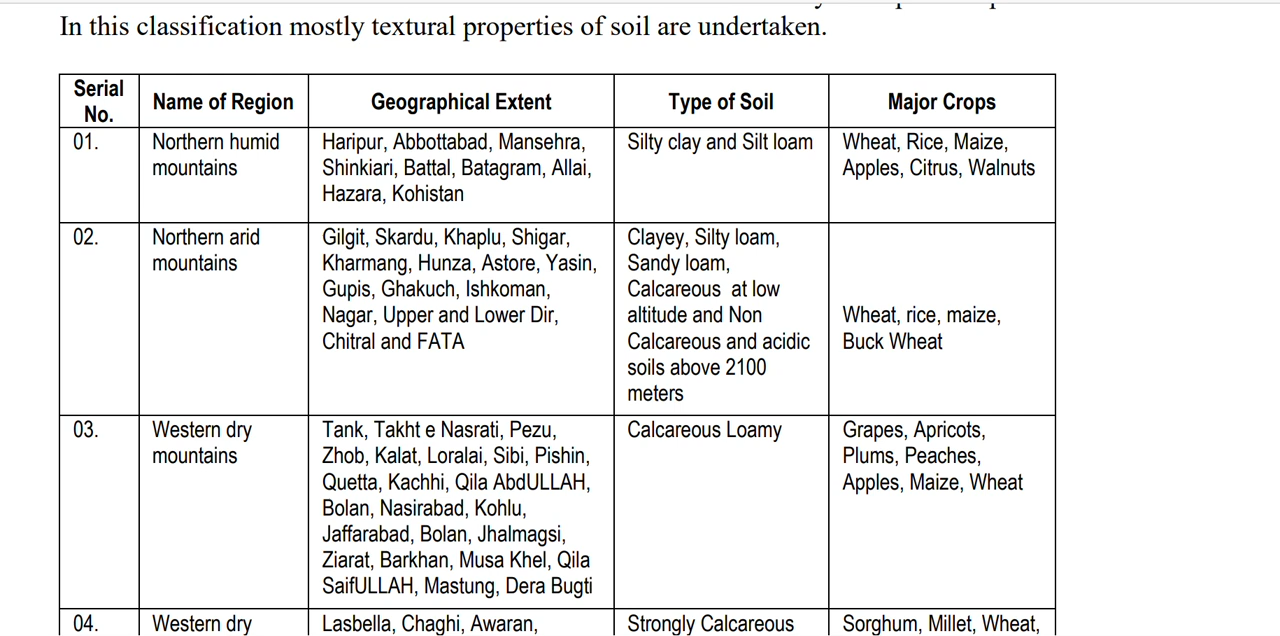 In this classification mostly textural properties of soil are undertaken.
Serial No.
Name of Region
Geographical Extent
Type of Soil
Major Crops
01.
Northern humid
mountains
Haripur, Abbottabad, Mansehra,
Shinkiari, Battal, Batagram, Allai,
Hazara, Kohistan
Silty clay and Silt loam
Wheat, Rice, Maize,
Apples, Citrus, Walnuts
02.
Northern arid
mountains
Gilgit, Skardu, Khaplu, Shigar,
Kharmang, Hunza, Astore, Yasin,
Gupis, Ghakuch, Ishkoman,
Nagar, Upper and Lower Dir,
Chitral and FATA
Clayey, Silty loam,
Sandy loam,
Calcareous at low
altitude and Non
Calcareous and acidic
soils above 2100
meters
Wheat, rice, maize,
Buck Wheat
03.
Western dry
mountains
Tank, Takht e Nasrati, Pezu,
Zhob, Kalat, Loralai, Sibi, Pishin,
Quetta, Kachhi, Qila AbdULLAH,
Bolan, Nasirabad, Kohlu,
Jaffarabad, Bolan, Jhalmagsi,
Ziarat, Barkhan, Musa Khel, Qila
SaifULLAH, Mastung, Dera Bugti
Calcareous Loamy
Grapes, Apricots,
Plums, Peaches,
Apples, Maize, Wheat
04.
Western dry
Lasbella, Chaghi, Awaran,
Strongly Calcareous
Sorghum, Millet, Wheat,